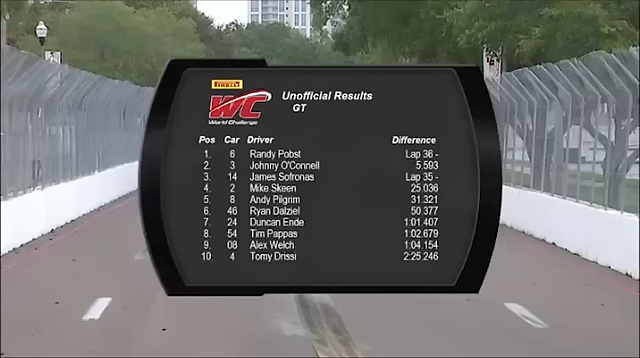 PIRELLI
WC
World Challenge
Unofficial Results
GT
Pos Car Driver Difference
1. 6 Randy Pobst Lap 36 -
2. 3 Johnny O'Connell 5.593
3. 14 James Sofronas Lap 35 -
4. 2 Mike Skeen 25.036
5. 8 Andy Pilgrim 31.321
6. 46 Ryan Dalziel 50.377
7. 24 Duncan Ende 1:01.407
8. 54 Tim Pappas 1:02.679
9. 08 Alex Welch 1:04.154
10. 4 Tomy Drissi 2:25.246